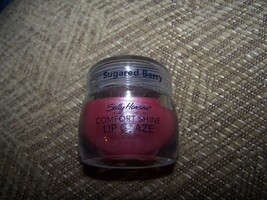 Sugared Berry
Sally Hansen
COMFORT SHINE
LIP GLAZE